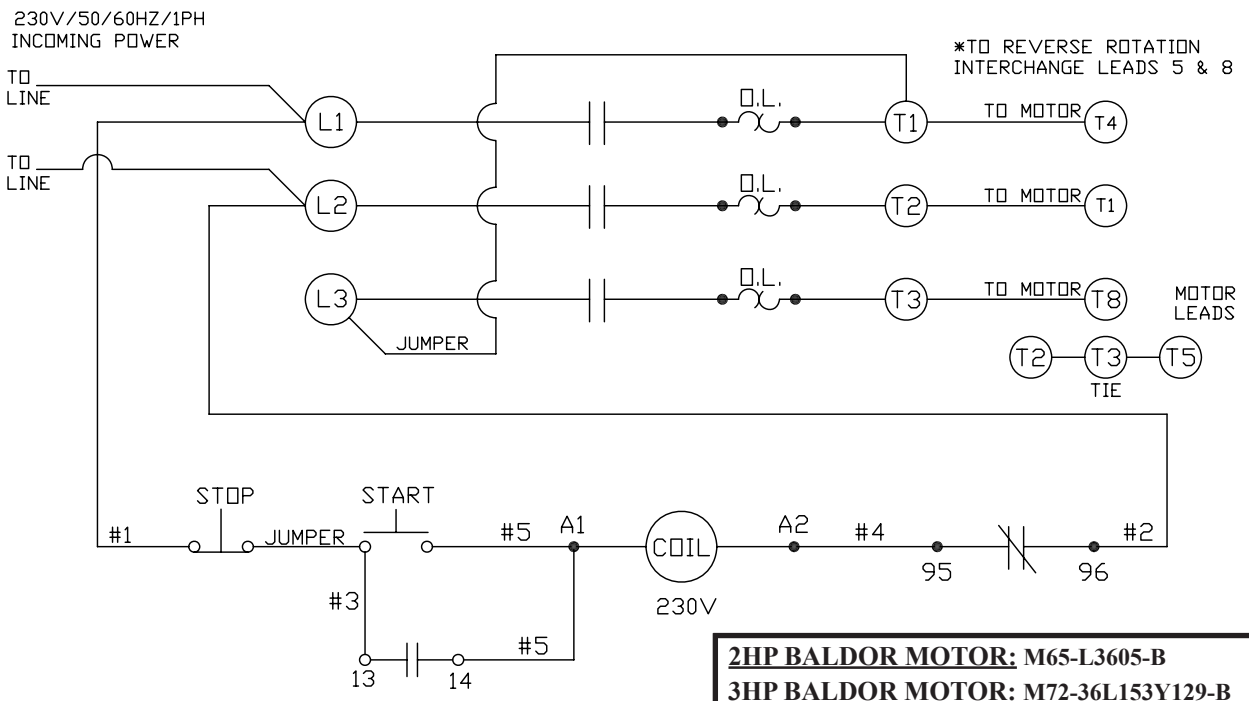 230V/50/60HZ/1PH
INCOMING POWER
*TO REVERSE ROTATION
INTERCHANGE LEADS 5 & 8
TO
LINE
L1
O.L.
T1
TO MOTOR
T4
TO
LINE
L2
O.L.
T2
TO MOTOR
T1
L3
O.L.
T3
TO MOTOR
T8
MOTOR
LEADS
JUMPER
T2
T3
T5
TIE
STOP
START
#1
JUMPER
#5
A1
COIL
A2
#4
#2
95
96
230V
#3
#5
13
14
2HP BALDOR MOTOR: M65-L3605-B
3HP BALDOR MOTOR: M72-36L153Y129-B